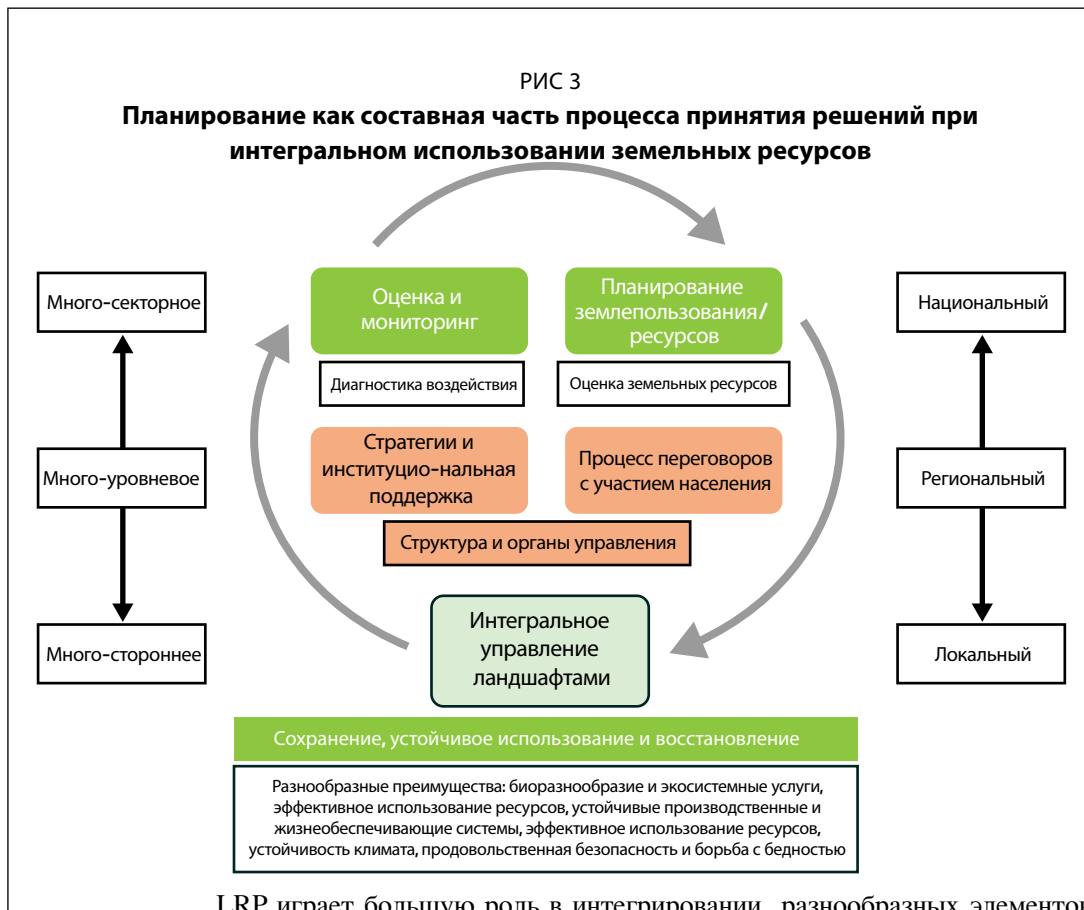 РИС 3
Планирование как составная часть процесса принятия решений при
интегральном использовании земельных ресурсов
Много-секторное
Много-уровневое
Много-стороннее
Оценка и
мониторинг
Планирование
землепользования/
ресурсов
Диагностика воздействия
Оценка земельных ресурсов
Стратегии и
институцио-нальная
поддержка
Процесс переговоров
с участием населения
Структура и органы управления
Интегральное
управление
ландшафтами
Национальный
Региональный
Локальный
Сохранение, устойчивое использование и восстановление
Разнообразные преимущества: биоразнообразие и экосистемные услуги,
эффективное использование ресурсов, устойчивые производственные и
жизнеобеспечивающие системы, эффективное использование ресурсов,
устойчивость климата, продовольственная безопасность и борьба с бедностью
LRP играет большую роль в интегрировании разнообразных элементов